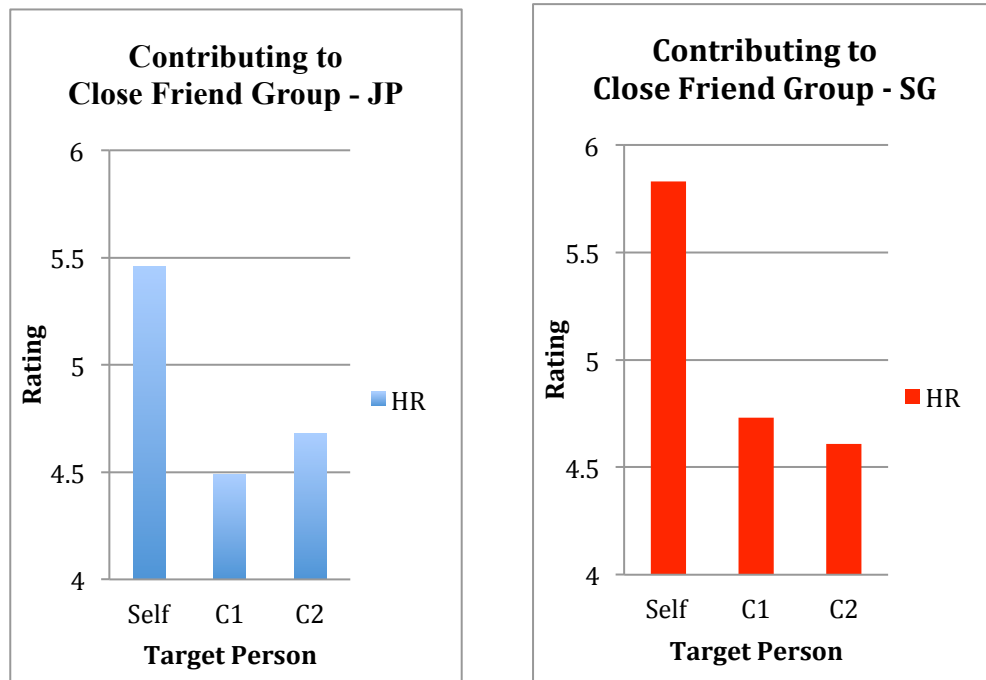 Contributing to
Close Friend Group - JP
6
5.5
5
4.5
4
Rating
Self C1 C2
Target Person
HR
Contributing to
Close Friend Group - SG
6
5.5
5
4.5
4
Rating
Self C1 C2
Target Person
HR